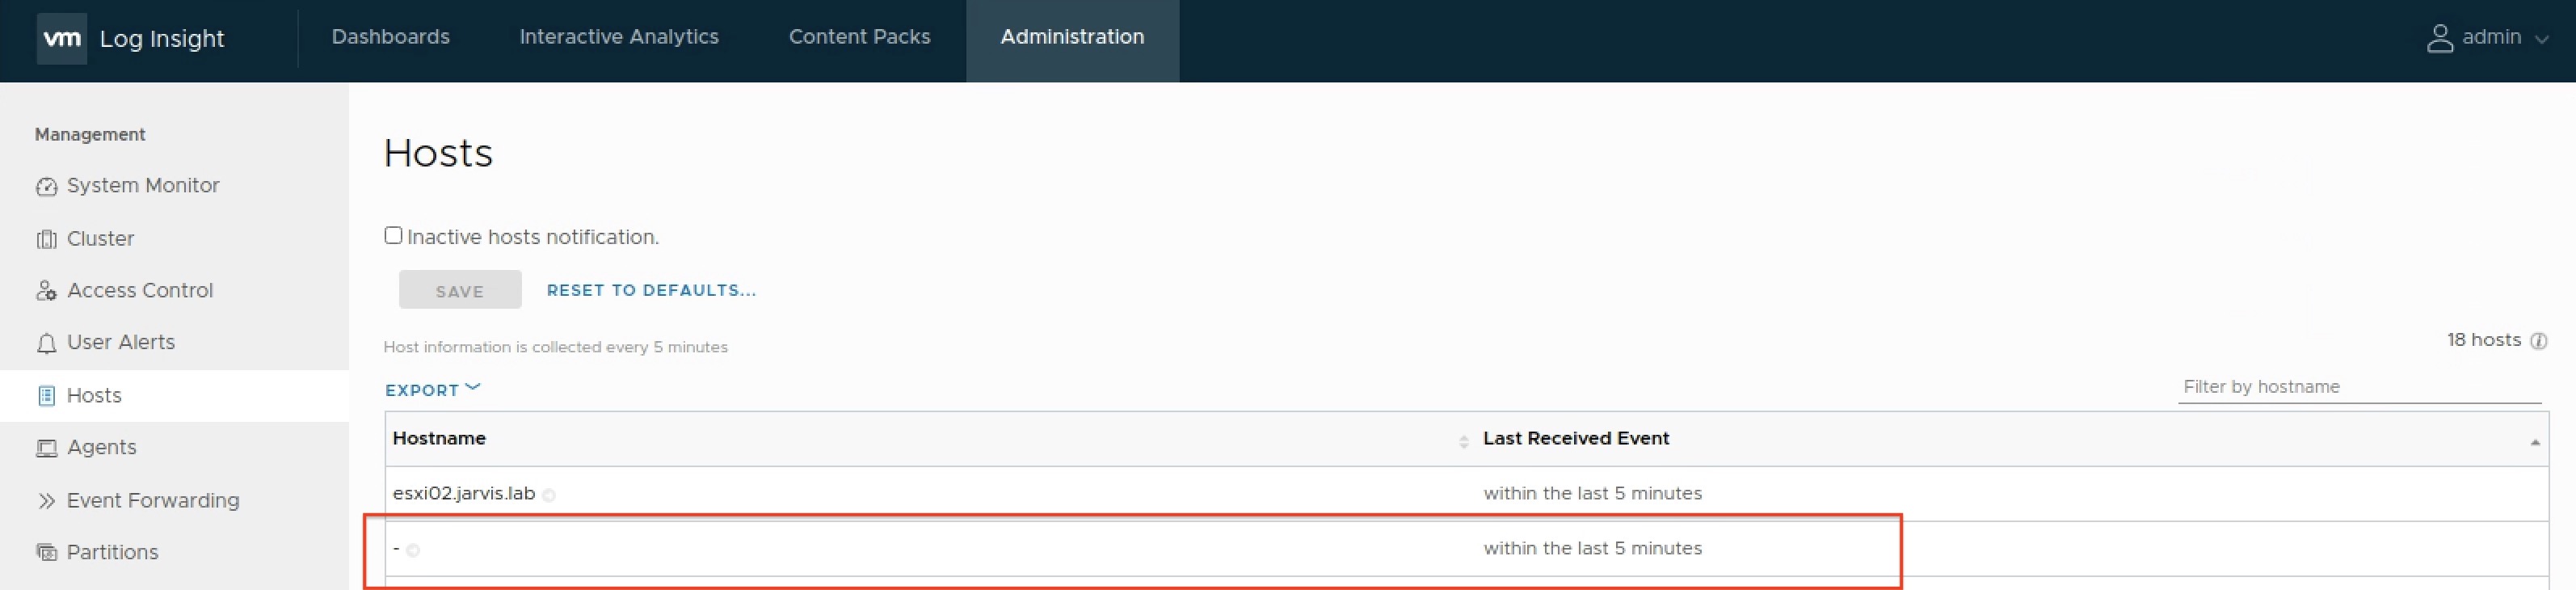 vm Log Insight Dashboards Interactive Analytics Content Packs Administration admin
Management
System Monitor
Cluster
Access Control
User Alerts
Hosts
Agents
Event Forwarding
Partitions
Hosts
Inactive hosts notification.
SAVE RESET TO DEFAULTS...
18 hosts
Host information is collected every 5 minutes
EXPORT Filter by hostname
Hostname Last Received Event
esxi02.jarvis.lab within the last 5 minutes
- within the last 5 minutes